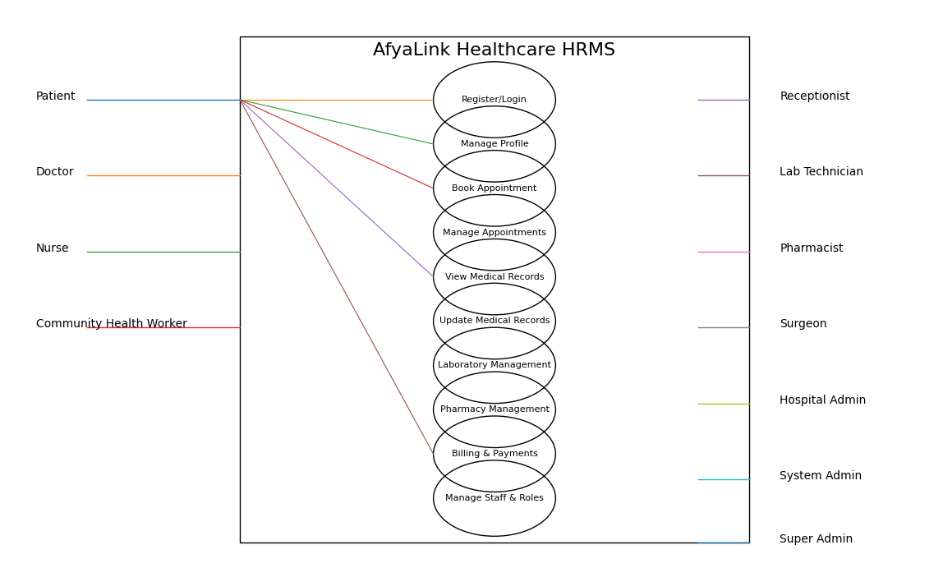 AfyaLink Healthcare HRMS
Patient
Doctor
Nurse
Community Health Worker
Register/Login
Manage Profile
Book Appointment
Manage Appointments
View Medical Records
Update Medical Records
Laboratory Management
Pharmacy Management
Billing & Payments
Manage Staff & Roles
Receptionist
Lab Technician
Pharmacist
Surgeon
Hospital Admin
System Admin
Super Admin